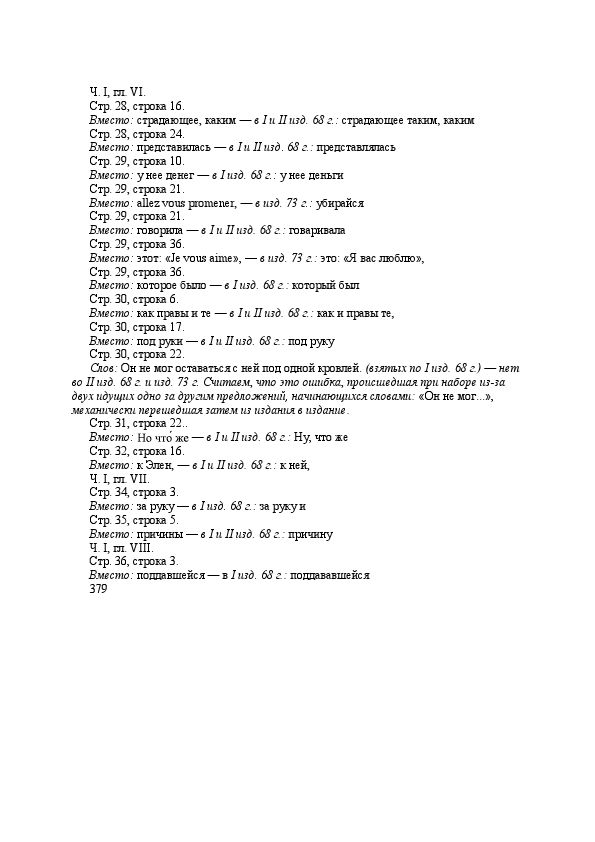 Ч. I, гл. VI.
Стр. 28, строка 16.
Вместо: страдающее, каким — в I и II изд. 68 г.: страдающее таким, каким
Стр. 28, строка 24.
Вместо: представилась — в I и II изд. 68 г.: представлялась
Стр. 29, строка 10.
Вместо: у нее денег — в I изд. 68 г.: у нее деньги
Стр. 29, строка 21.
Вместо: allez vous promener, — в изд. 73 г.: убирайся
Стр. 29, строка 21.
Вместо: говорила — в I и II изд. 68 г.: говаривала
Стр. 29, строка 36.
Вместо: этот: «Je vous aime», — в изд. 73 г.: это: «Я вас люблю»,
Стр. 29, строка 36.
Вместо: которое было — в I изд. 68 г.: который был
Стр. 30, строка 6.
Вместо: как правы и те — в I и II изд. 68 г.: как и правы те,
Стр. 30, строка 17.
Вместо: под руки — в I и II изд. 68 г.: под руку
Стр. 30, строка 22.
Слов: Он не мог оставаться с ней под одной кровлей. (взятых по I изд. 68 г.) — нет
во II изд. 68 г. и изд. 73 г. Считаем, что это ошибка, происшедшая при наборе из-за
двух идущих одно за другим предложений, начинающихся словами: «Он не мог...»,
механически перешедшая затем из издания в издание.
Стр. 31, строка 22..
Вместо: Но что́ же — в I и II изд. 68 г.: Ну, что же
Стр. 32, строка 16.
Вместо: к Элен, — в I и II изд. 68 г.: к ней,
Ч. I, гл. VII.
Стр. 34, строка 3.
Вместо: за руку — в I изд. 68 г.: за руку и
Стр. 35, строка 5.
Вместо: причины — в I и II изд. 68 г.: причину
Ч. I, гл. VIII.
Стр. 36, строка 3.
Вместо: поддавшейся — в I изд. 68 г.: поддававшейся
379